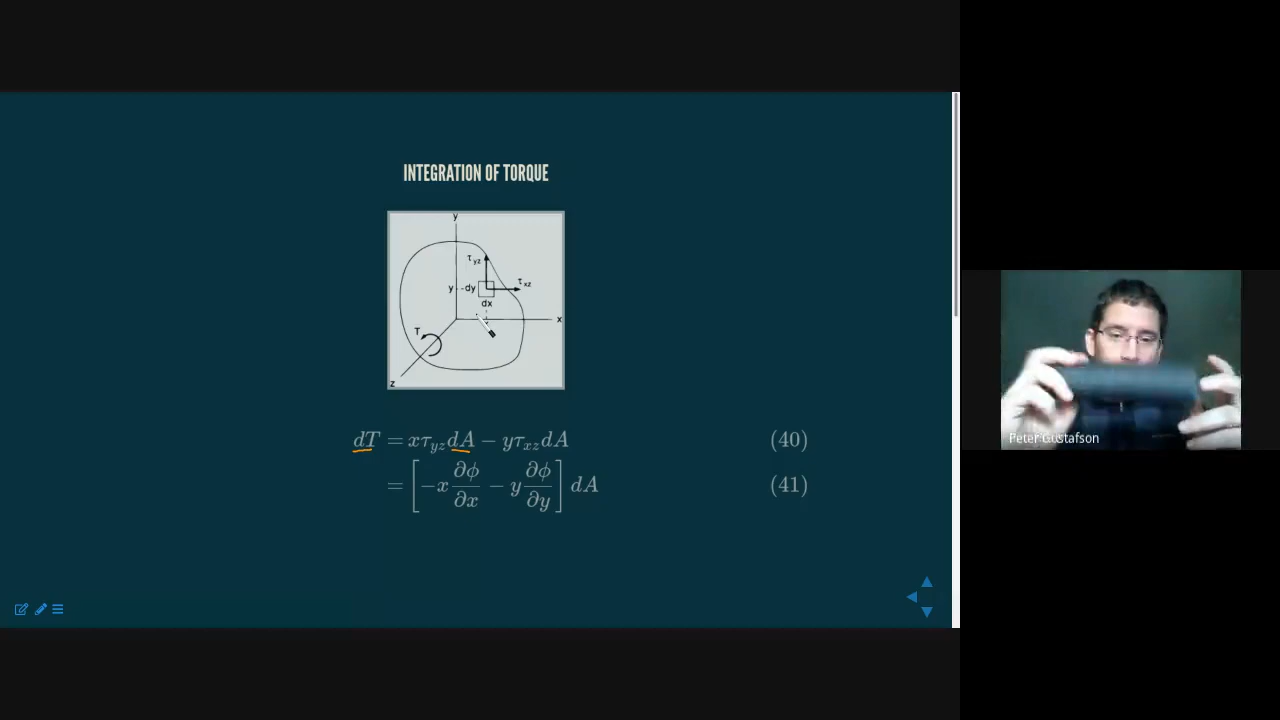 INTEGRATION OF TORQUE
y
τyz
τxz
y
dy
dx
x
T
z
dT = xτyzdA − yτxzdA (40)
= [−x ∂ϕ/∂x − y ∂ϕ/∂y] dA (41)
Peter Gustafson